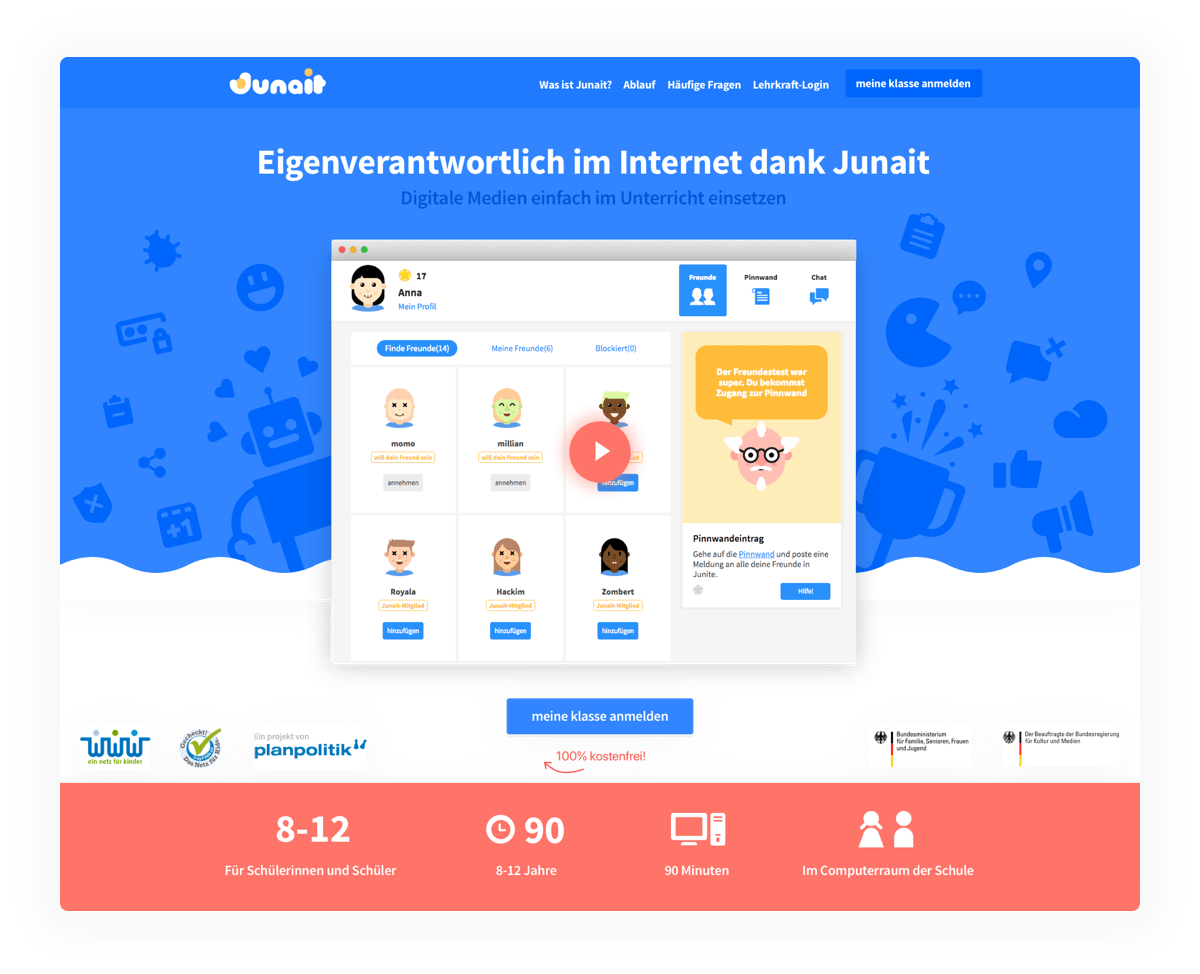 Junait
Was ist Junait? Ablauf Häufige Fragen Lehrkraft-Login meine klasse anmelden
Eigenverantwortlich im Internet dank Junait
Digitale Medien einfach im Unterricht einsetzen
17
Anna
Mein Profil
Freunde
Pinnwand
Chat
Finde Freunde(14) Meine Freunde(6) Blockiert(0)
momo
will dein Freund sein
annehmen
millian
will dein Freund sein
annehmen
hinzufügen
Royala
Junait-Mitglied
hinzufügen
Hackim
Junait-Mitglied
hinzufügen
Zombert
Junait-Mitglied
hinzufügen
Der Freundestest war
super. Du bekommst
Zugang zur Pinnwand
Pinnwandeintrag
Gehe auf die Pinnwand und poste eine
Meldung an alle deine Freunde in
Junite.
Hilfe!
+1
meine klasse anmelden
100% kostenfrei!
www
ein netz für kinder
Gecheckt!
Das Netz für Kids
Ein projekt von
planpolitik
Bundesministerium
für Familie, Senioren, Frauen
und Jugend
Der Beauftragte der Bundesregierung
für Kultur und Medien
8-12
Für Schülerinnen und Schüler
90
8-12 Jahre
90 Minuten
Im Computerraum der Schule